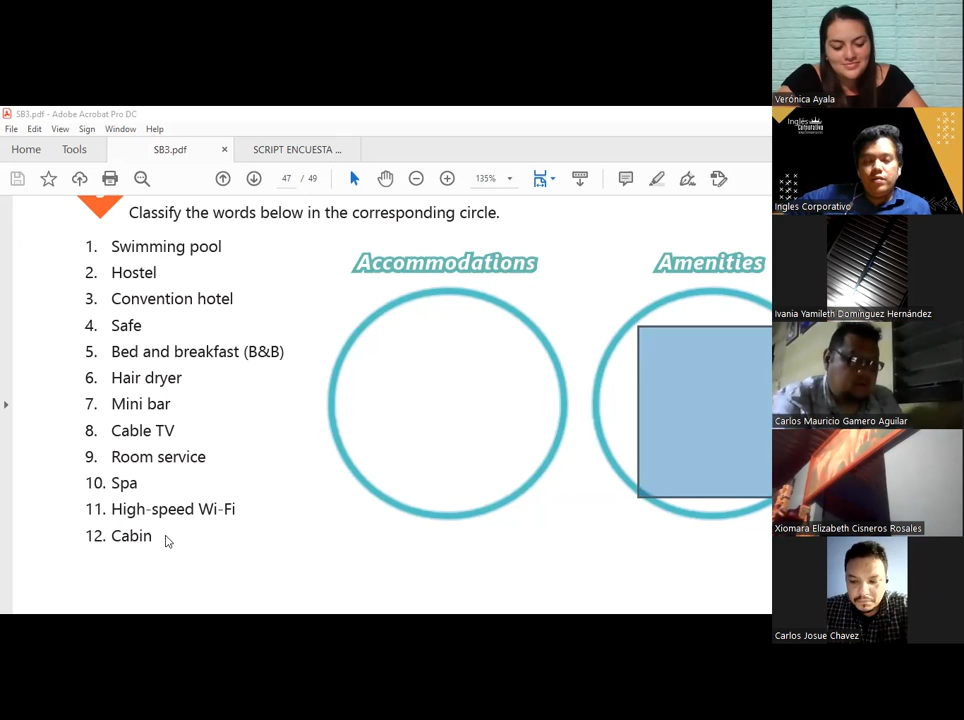 SB3.pdf - Adobe Acrobat Pro DC
File Edit View Sign Window Help
Home Tools SB3.pdf × SCRIPT ENCUESTA ...
47 / 49 135%
Classify the words below in the corresponding circle.
1. Swimming pool
2. Hostel
3. Convention hotel
4. Safe
5. Bed and breakfast (B&B)
6. Hair dryer
7. Mini bar
8. Cable TV
9. Room service
10. Spa
11. High-speed Wi-Fi
12. Cabin
Accommodations
Amenities
Verónica Ayala
Inglés
Corporativo
Ingles Corporativo
Ivania Yamileth Domínguez Hernández
Carlos Mauricio Gamero Aguilar
Xiomara Elizabeth Cisneros Rosales
Carlos Josue Chavez